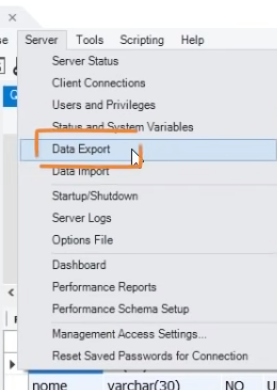 Server Tools Scripting Help
Server Status
Client Connections
Users and Privileges
Status and System Variables
Data Export
Data Import
Startup/Shutdown
Server Logs
Options File
Dashboard
Performance Reports
Performance Schema Setup
Management Access Settings...
Reset Saved Passwords for Connection
nome varchar(30) NO